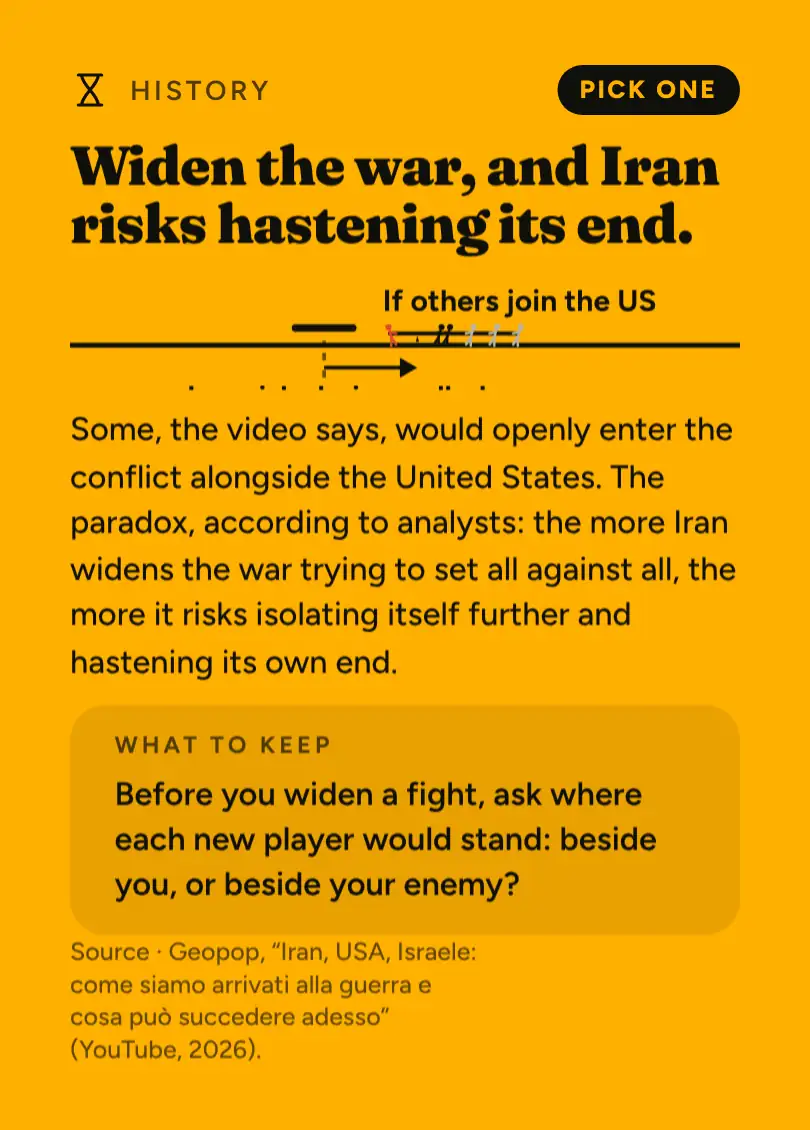 HISTORY
PICK ONE
Widen the war, and Iran
risks hastening its end.
If others join the US
Some, the video says, would openly enter the
conflict alongside the United States. The
paradox, according to analysts: the more Iran
widens the war trying to set all against all, the
more it risks isolating itself further and
hastening its own end.
WHAT TO KEEP
Before you widen a fight, ask where
each new player would stand: beside
you, or beside your enemy?
Source · Geopop, “Iran, USA, Israele:
come siamo arrivati alla guerra e
cosa può succedere adesso”
(YouTube, 2026).